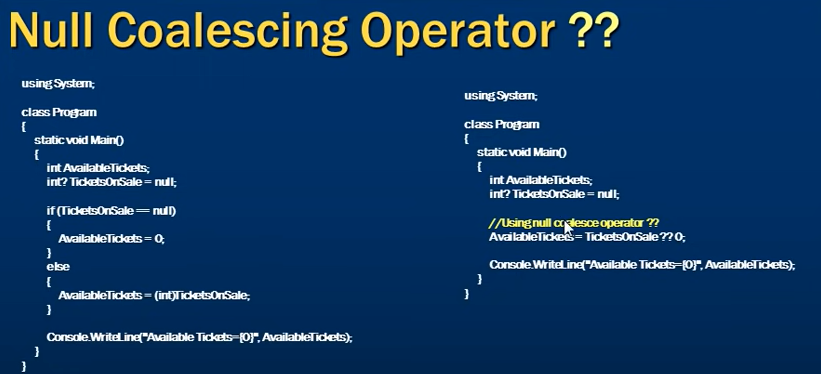 Null Coalescing Operator ??
using System;
class Program
{
static void Main()
{
int AvailableTickets;
int? TicketsOnSale = null;
if (TicketsOnSale == null)
{
AvailableTickets = 0;
}
else
{
AvailableTickets = (int)TicketsOnSale;
}
Console.WriteLine("Available Tickets={0}", AvailableTickets);
}
}
using System;
class Program
{
static void Main()
{
int AvailableTickets;
int? TicketsOnSale = null;
//Using null coalesce operator ??
AvailableTickets = TicketsOnSale ?? 0;
Console.WriteLine("Available Tickets={0}", AvailableTickets);
}
}